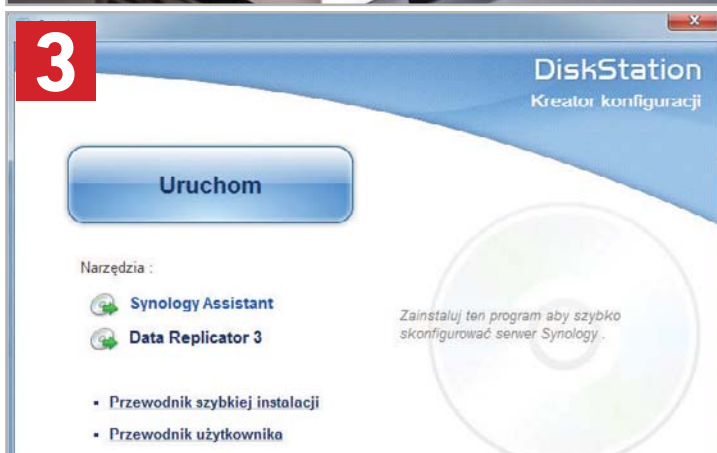 3
DiskStation
Kreator konfiguracji
Uruchom
Narzędzia :
Synology Assistant
Data Replicator 3
Zainstaluj ten program aby szybko
skonfigurować serwer Synology .
Przewodnik szybkiej instalacji
Przewodnik użytkownika